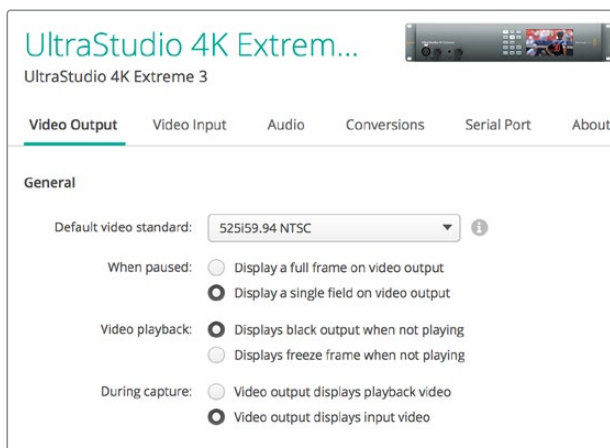 UltraStudio 4K Extrem...
UltraStudio 4K Extreme 3
Video Output Video Input Audio Conversions Serial Port About
General
Default video standard: 525i59.94 NTSC
When paused: Display a full frame on video output
Display a single field on video output
Video playback: Displays black output when not playing
Displays freeze frame when not playing
During capture: Video output displays playback video
Video output displays input video